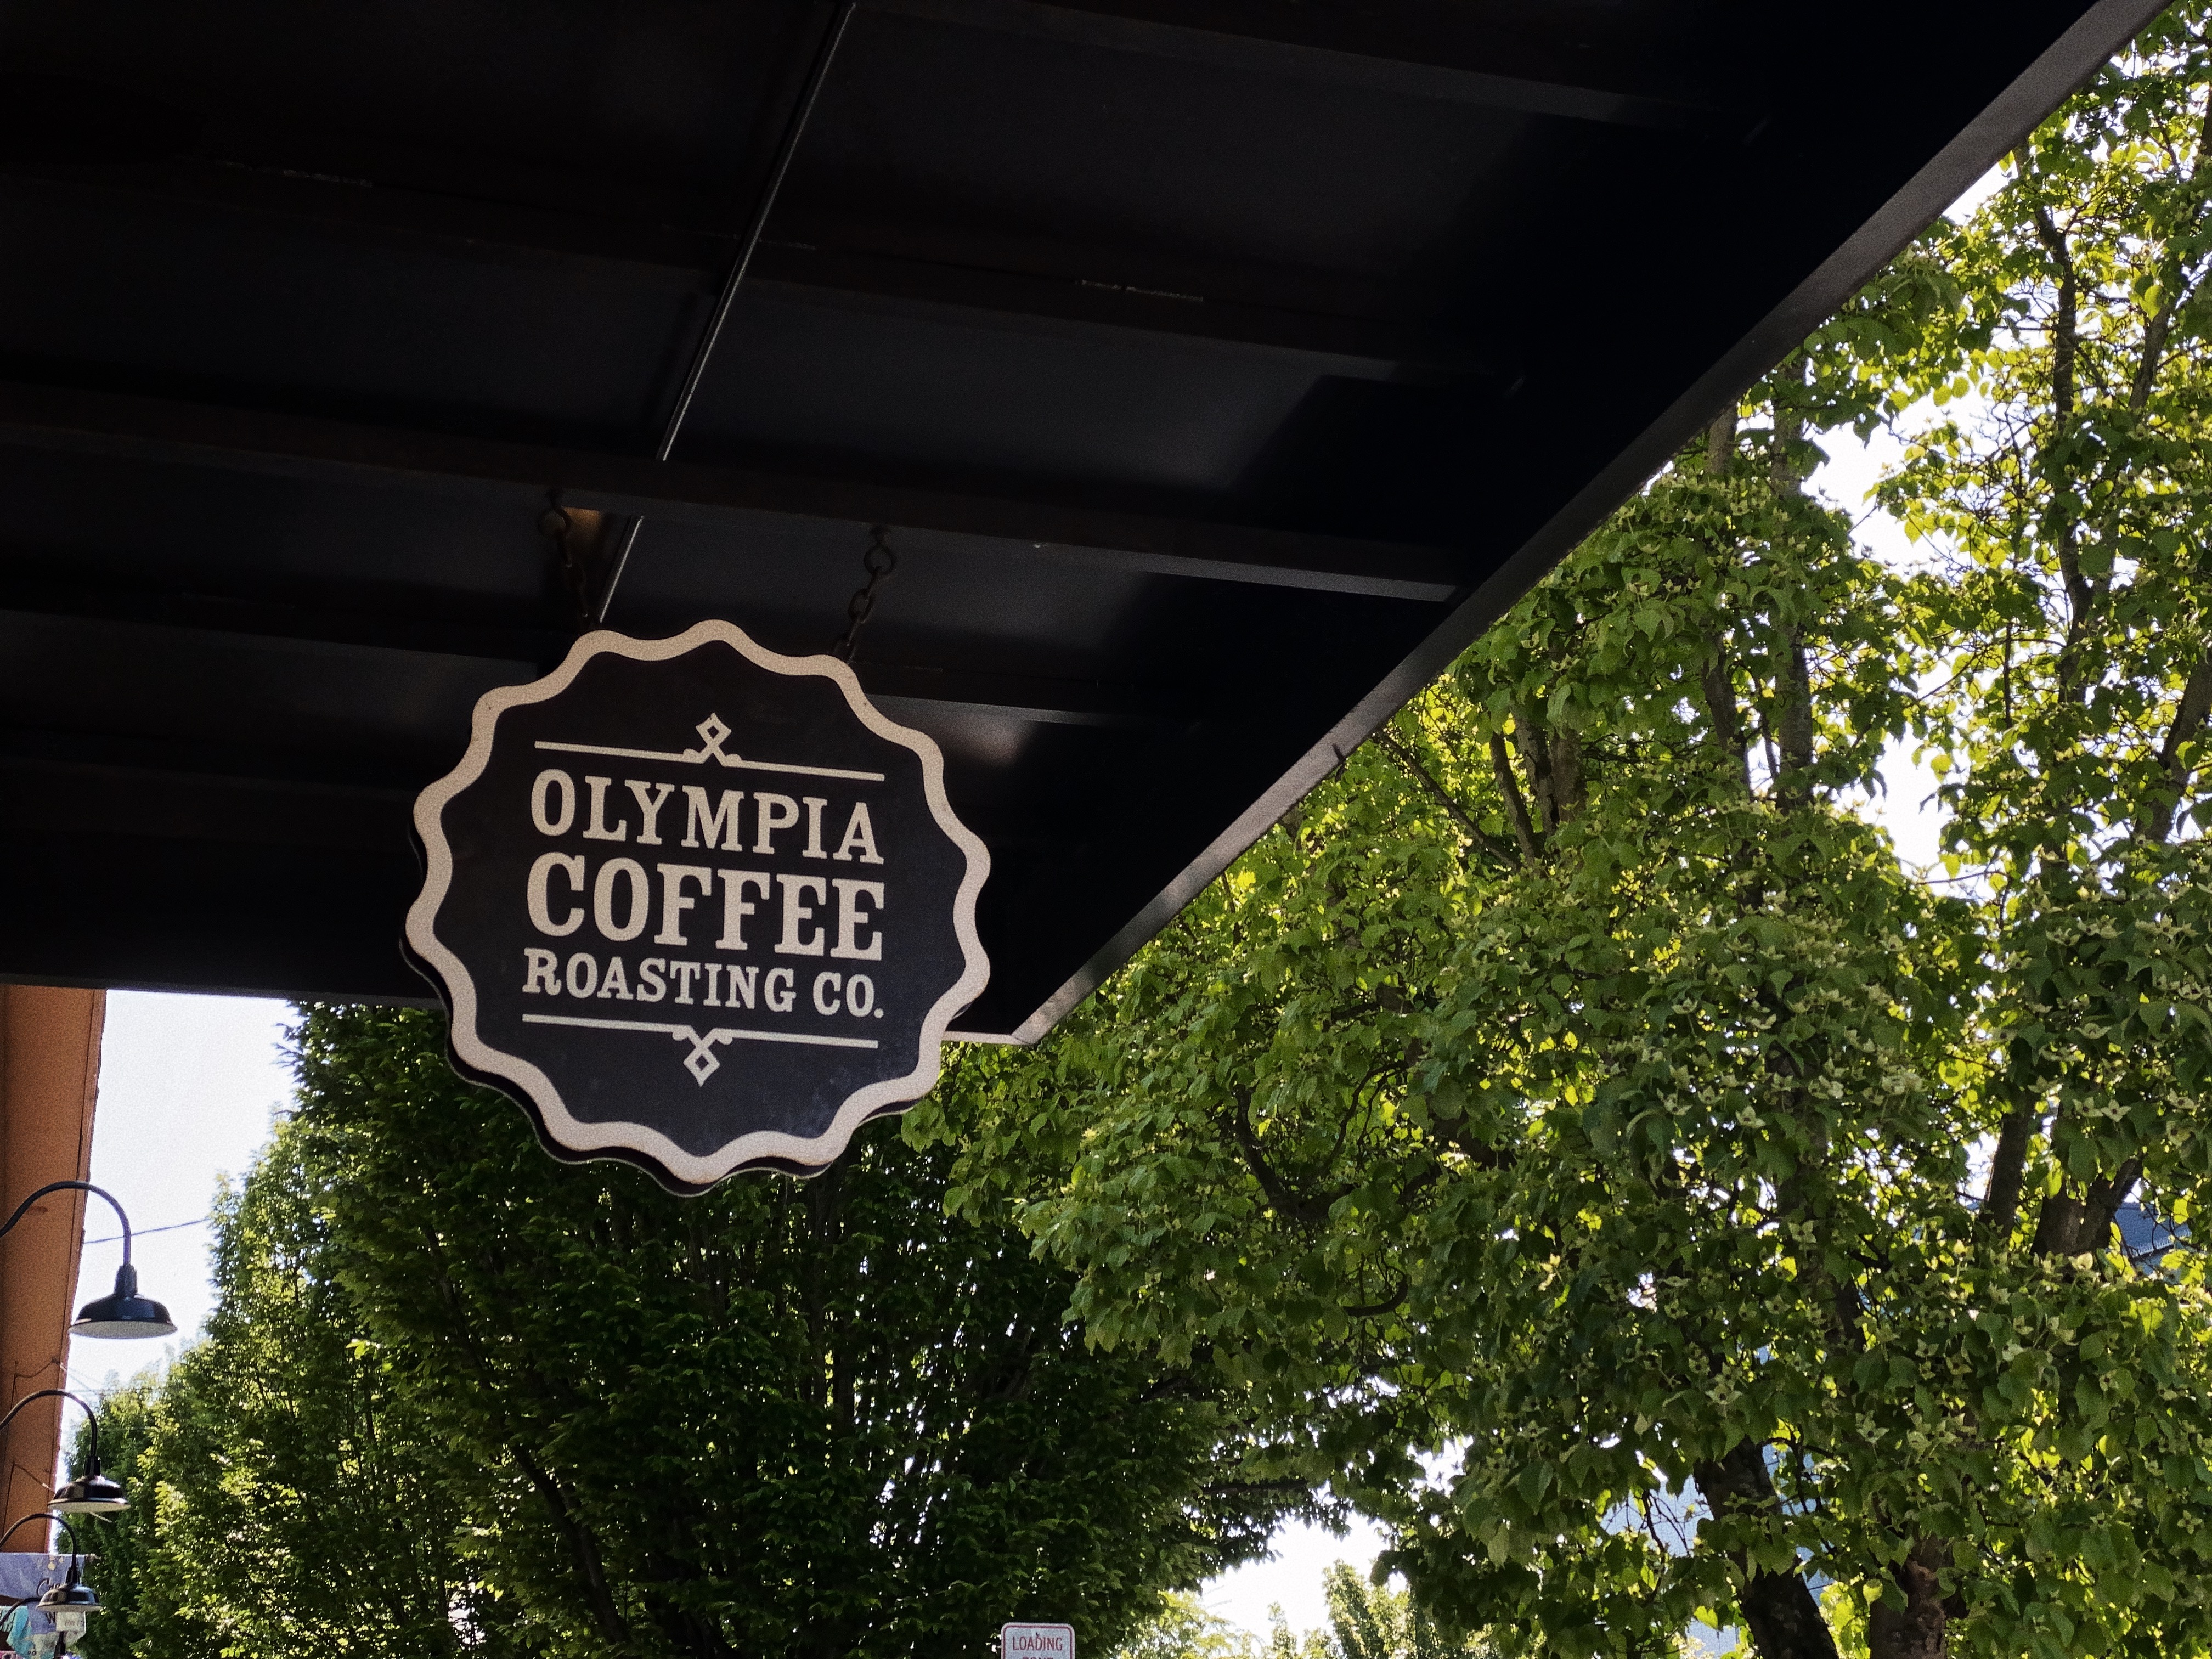 OLYMPIA
COFFEE
ROASTING CO.
LOADING